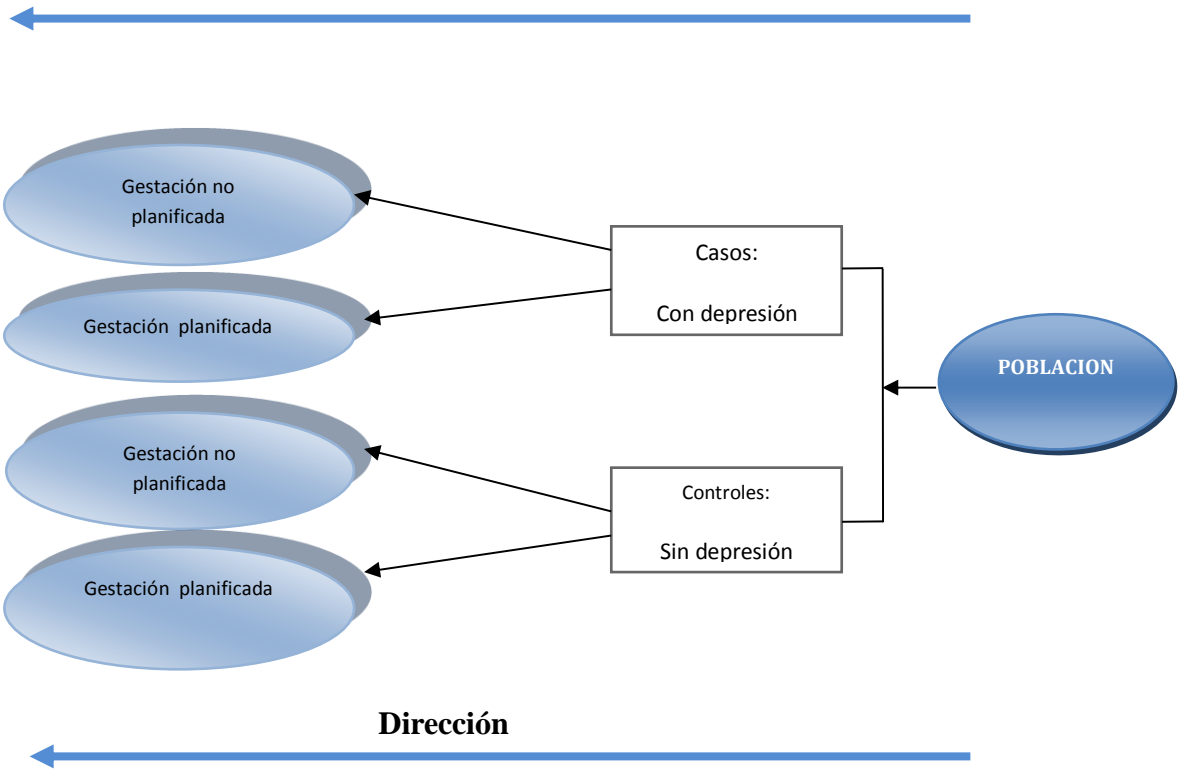 Gestación no
planificada
Gestación planificada
Casos:
Con depresión
POBLACION
Gestación no
planificada
Gestación planificada
Controles:
Sin depresión
Dirección